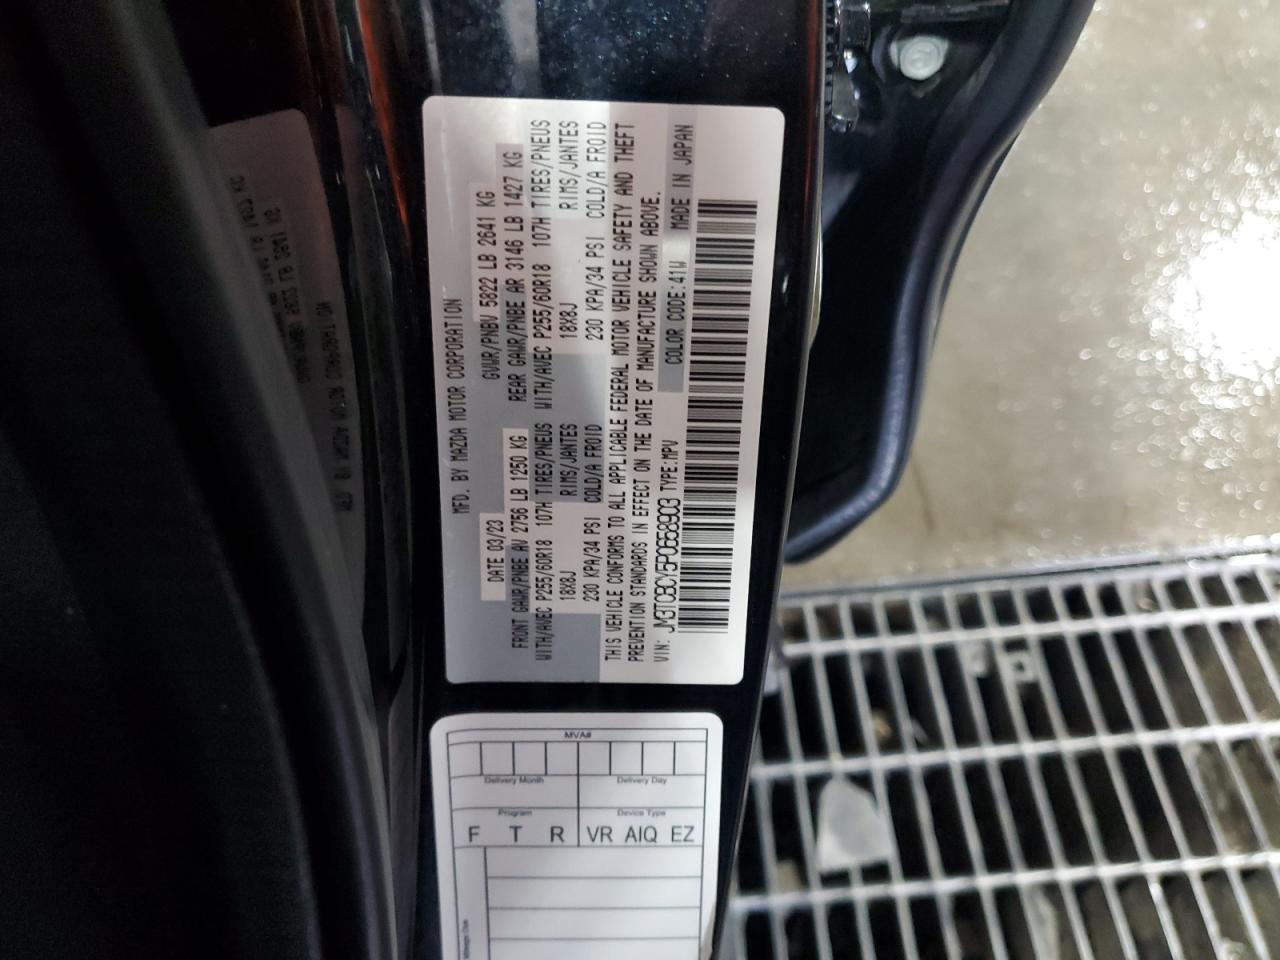 MFD. BY MAZDA MOTOR CORPORATION
DATE 03/23 GVWR/PNBV 5822 LB 2641 KG
FRONT GAWR/PNBE AV 2756 LB 1250 KG REAR GAWR/PNBE AR 3146 LB 1427 KG
WITH/AVEC P255/60R18 107H TIRES/PNEUS WITH/AVEC P255/60R18 107H TIRES/PNEUS
18X8J RIMS/JANTES 18X8J RIMS/JANTES
230 KPA/34 PSI COLD/A FROID 230 KPA/34 PSI COLD/A FROID
THIS VEHICLE CONFORMS TO ALL APPLICABLE FEDERAL MOTOR VEHICLE SAFETY AND THEFT
PREVENTION STANDARDS IN EFFECT ON THE DATE OF MANUFACTURE SHOWN ABOVE.
VIN: JM3TCBCY5P0658903 TYPE:MPV COLOR CODE:41W MADE IN JAPAN
MVA#
Delivery Month Delivery Day
Program Device Type
F T R VR AIQ EZ
Mileage Due